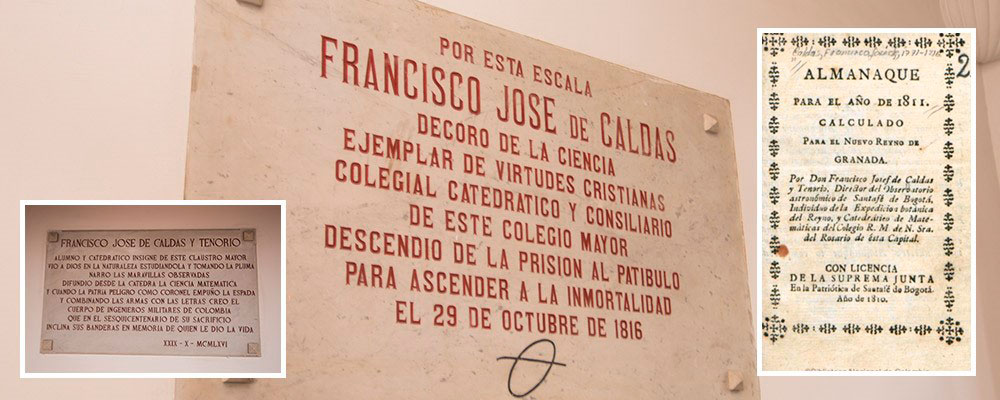 POR ESTA ESCALA
FRANCISCO JOSE DE CALDAS
DECORO DE LA CIENCIA
EJEMPLAR DE VIRTUDES CRISTIANAS
COLEGIAL CATEDRATICO Y CONSILIARIO
DE ESTE COLEGIO MAYOR
DESCENDIO DE LA PRISION AL PATIBULO
PARA ASCENDER A LA INMORTALIDAD
EL 29 DE OCTUBRE DE 1816
FRANCISCO JOSE DE CALDAS Y TENORIO
ALUMNO Y CATEDRATICO INSIGNE DE ESTE CLAUSTRO MAYOR
VIO A DIOS EN LA NATURALEZA ESTUDIANDOLA Y TOMANDO LA PLUMA
NARRO LAS MARAVILLAS OBSERVADAS
DIFUNDIO DESDE LA CATEDRA LA CIENCIA MATEMATICA
Y CUANDO LA PATRIA PELIGRO COMO CORONEL EMPUÑO LA ESPADA
Y COMBINANDO LAS ARMAS CON LAS LETRAS CREO EL
CUERPO DE INGENIEROS MILITARES DE COLOMBIA
QUE EN EL SESQUICENTENARIO DE SU SACRIFICIO
INCLINA SUS BANDERAS EN MEMORIA DE QUIEN LE DIO LA VIDA
XXIX - X - MCMLXVI
2
ALMANAQUE
PARA EL AÑO DE 1811.
CALCULADO
PARA EL NUEVO REYNO DE
GRANADA.
Por Don Francisco Josef de Caldas
y Tenorio, Director del Observatorio
astronómico de Santafé de Bogotá,
Individuo de la Expedicion botánica
del Reyno, y Catedrático de Mate-
máticas del Colegio R. M de N. Sra.
del Rosario de ésta Capital.
CON LICENCIA
DE LA SUPREMA JUNTA
En la Patriótica de Santafé de Bogotá.
Año de 1810.